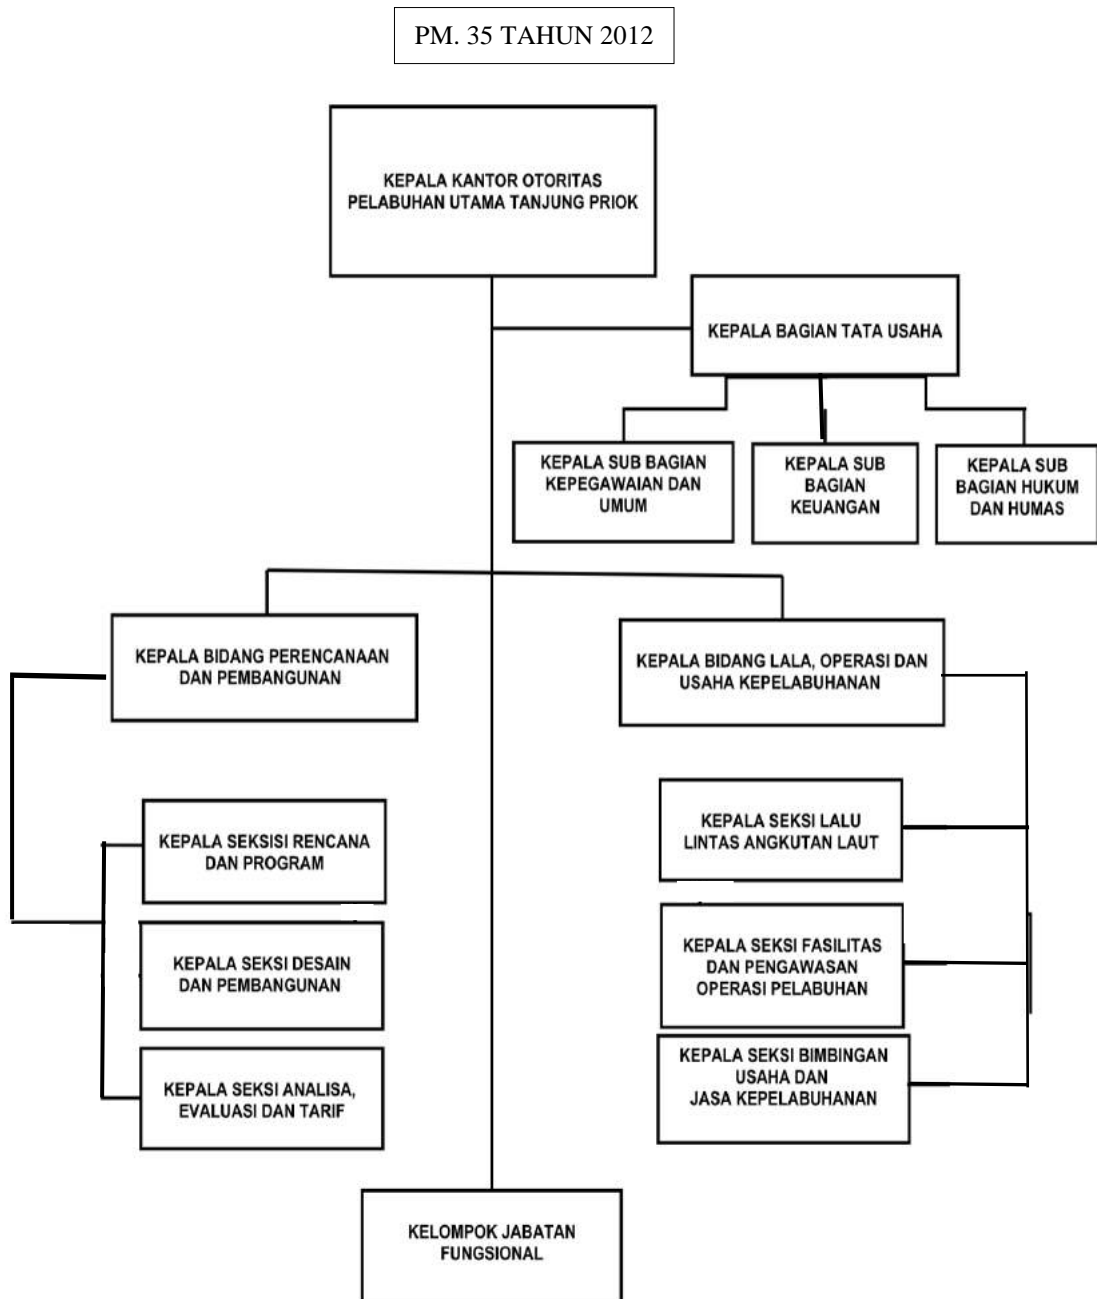 PM. 35 TAHUN 2012
KEPALA KANTOR OTORITAS
PELABUHAN UTAMA TANJUNG PRIOK
KEPALA BAGIAN TATA USAHA
KEPALA SUB BAGIAN
KEPEGAWAIAN DAN
UMUM
KEPALA SUB
BAGIAN
KEUANGAN
KEPALA SUB
BAGIAN HUKUM
DAN HUMAS
KEPALA BIDANG PERENCANAAN
DAN PEMBANGUNAN
KEPALA BIDANG LALA, OPERASI DAN
USAHA KEPELABUHANAN
KEPALA SEKSISI RENCANA
DAN PROGRAM
KEPALA SEKSI DESAIN
DAN PEMBANGUNAN
KEPALA SEKSI ANALISA,
EVALUASI DAN TARIF
KEPALA SEKSI LALU
LINTAS ANGKUTAN LAUT
KEPALA SEKSI FASILITAS
DAN PENGAWASAN
OPERASI PELABUHAN
KEPALA SEKSI BIMBINGAN
USAHA DAN
JASA KEPELABUHANAN
KELOMPOK JABATAN
FUNGSIONAL